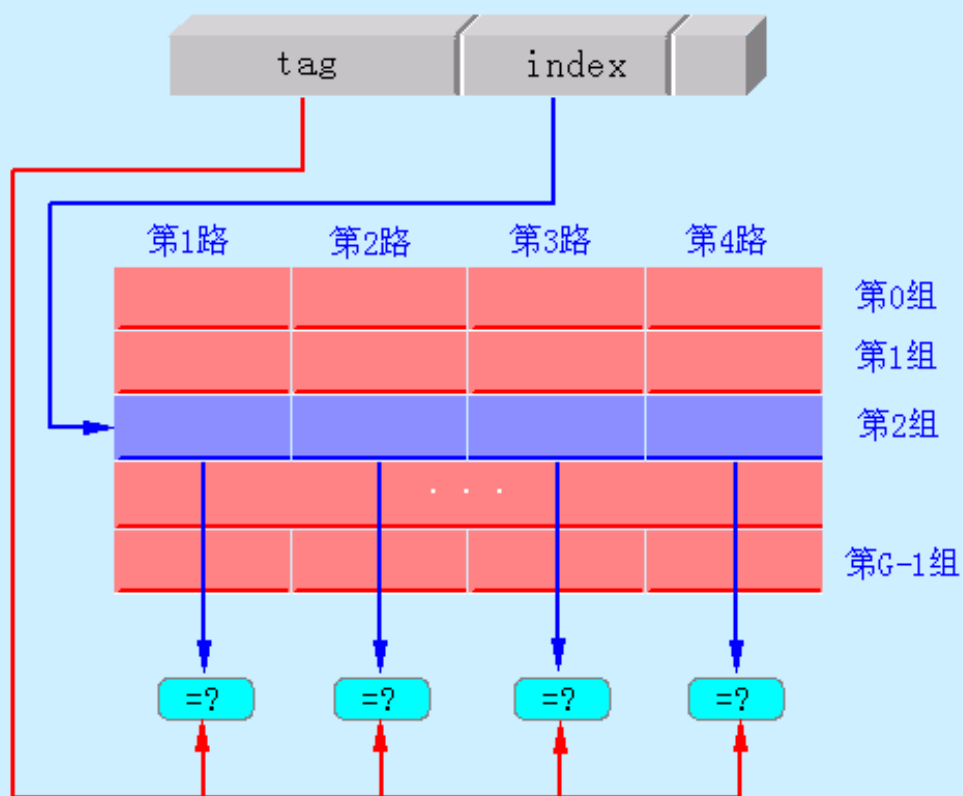 tag index
第1路 第2路 第3路 第4路
第0组
第1组
第2组
. . .
第G-1组
=? =? =? =?